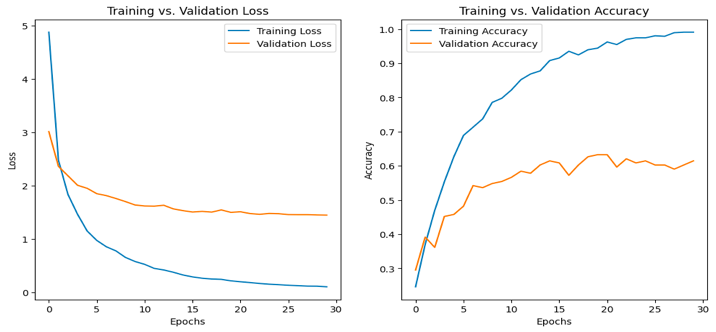 Training vs. Validation Loss
Training Loss
Validation Loss
5
4
3
2
1
0
Loss
0 5 10 15 20 25 30
Epochs
Training vs. Validation Accuracy
Training Accuracy
Validation Accuracy
1.0
0.9
0.8
0.7
0.6
0.5
0.4
0.3
Accuracy
0 5 10 15 20 25 30
Epochs